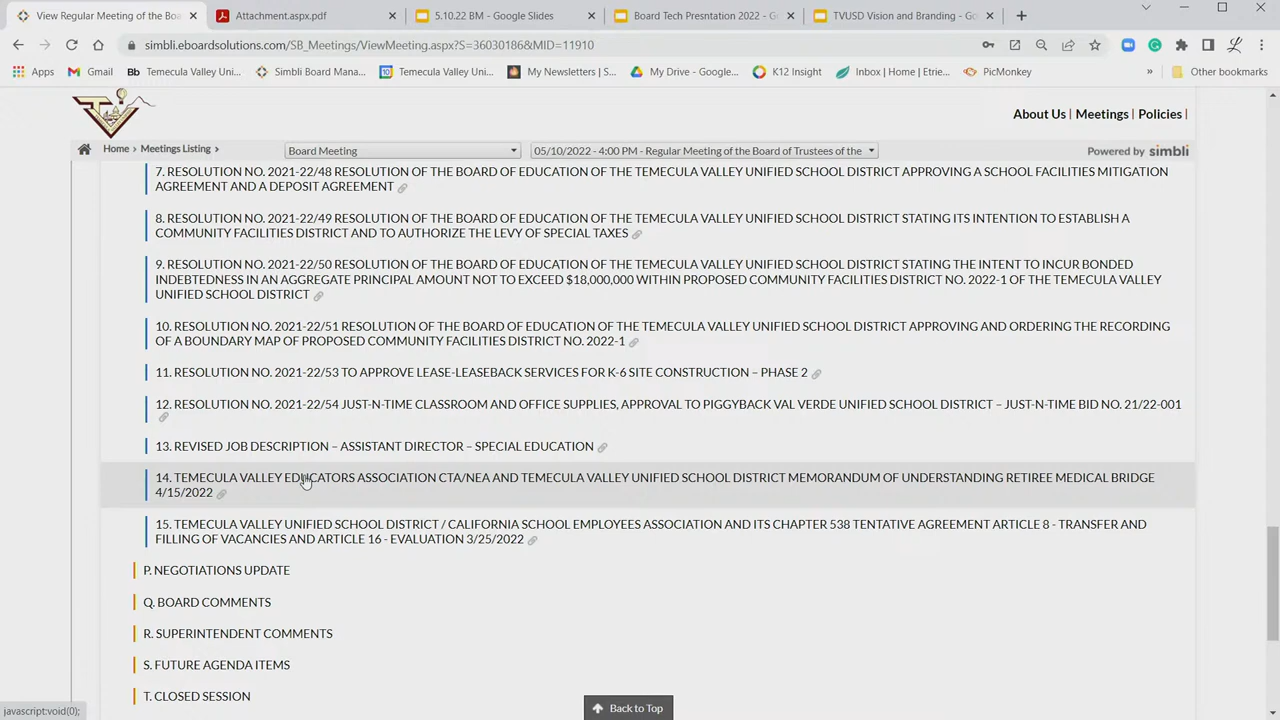 View Regular Meeting of the Boa
Attachment.aspx.pdf
5.10.22 BM - Google Slides
Board Tech Presntation 2022 - G
TVUSD Vision and Branding - Go
simbli.eboardsolutions.com/SB_Meetings/ViewMeeting.aspx?S=36030186&MID=11910
Apps
Gmail
Bb Temecula Valley Uni...
Simbli Board Mana...
Temecula Valley Uni...
My Newsletters | S...
My Drive - Google...
K12 Insight
Inbox | Home | Etrie...
PicMonkey
»
Other bookmarks
About Us | Meetings | Policies |
Home > Meetings Listing >
Board Meeting
05/10/2022 - 4:00 PM - Regular Meeting of the Board of Trustees of the
Powered by simbli
7. RESOLUTION NO. 2021-22/48 RESOLUTION OF THE BOARD OF EDUCATION OF THE TEMECULA VALLEY UNIFIED SCHOOL DISTRICT APPROVING A SCHOOL FACILITIES MITIGATION
AGREEMENT AND A DEPOSIT AGREEMENT
8. RESOLUTION NO. 2021-22/49 RESOLUTION OF THE BOARD OF EDUCATION OF THE TEMECULA VALLEY UNIFIED SCHOOL DISTRICT STATING ITS INTENTION TO ESTABLISH A
COMMUNITY FACILITIES DISTRICT AND TO AUTHORIZE THE LEVY OF SPECIAL TAXES
9. RESOLUTION NO. 2021-22/50 RESOLUTION OF THE BOARD OF EDUCATION OF THE TEMECULA VALLEY UNIFIED SCHOOL DISTRICT STATING THE INTENT TO INCUR BONDED
INDEBTEDNESS IN AN AGGREGATE PRINCIPAL AMOUNT NOT TO EXCEED $18,000,000 WITHIN PROPOSED COMMUNITY FACILITIES DISTRICT NO. 2022-1 OF THE TEMECULA VALLEY
UNIFIED SCHOOL DISTRICT
10. RESOLUTION NO. 2021-22/51 RESOLUTION OF THE BOARD OF EDUCATION OF THE TEMECULA VALLEY UNIFIED SCHOOL DISTRICT APPROVING AND ORDERING THE RECORDING
OF A BOUNDARY MAP OF PROPOSED COMMUNITY FACILITIES DISTRICT NO. 2022-1
11. RESOLUTION NO. 2021-22/53 TO APPROVE LEASE-LEASEBACK SERVICES FOR K-6 SITE CONSTRUCTION – PHASE 2
12. RESOLUTION NO. 2021-22/54 JUST-N-TIME CLASSROOM AND OFFICE SUPPLIES, APPROVAL TO PIGGYBACK VAL VERDE UNIFIED SCHOOL DISTRICT – JUST-N-TIME BID NO. 21/22-001
13. REVISED JOB DESCRIPTION – ASSISTANT DIRECTOR – SPECIAL EDUCATION
14. TEMECULA VALLEY EDUCATORS ASSOCIATION CTA/NEA AND TEMECULA VALLEY UNIFIED SCHOOL DISTRICT MEMORANDUM OF UNDERSTANDING RETIREE MEDICAL BRIDGE
4/15/2022
15. TEMECULA VALLEY UNIFIED SCHOOL DISTRICT / CALIFORNIA SCHOOL EMPLOYEES ASSOCIATION AND ITS CHAPTER 538 TENTATIVE AGREEMENT ARTICLE 8 - TRANSFER AND
FILLING OF VACANCIES AND ARTICLE 16 - EVALUATION 3/25/2022
P. NEGOTIATIONS UPDATE
Q. BOARD COMMENTS
R. SUPERINTENDENT COMMENTS
S. FUTURE AGENDA ITEMS
T. CLOSED SESSION
javascript:void(0);
Back to Top